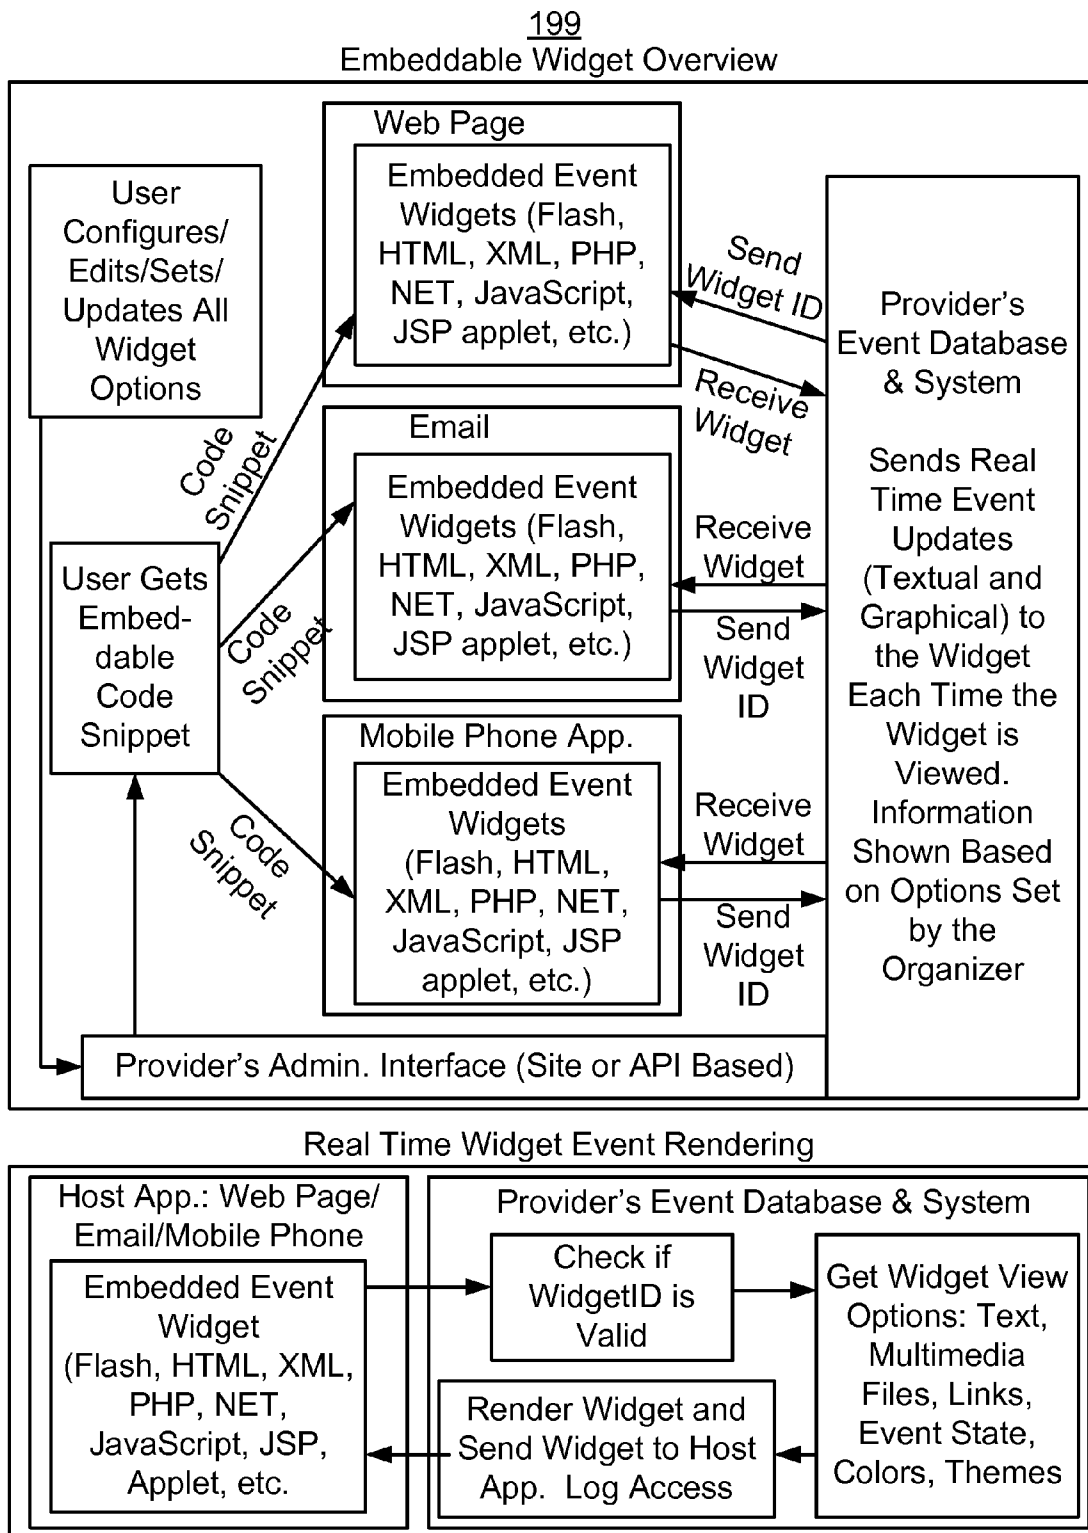 199
Embeddable Widget Overview
User
Configures/
Edits/Sets/
Updates All
Widget
Options
User Gets
Embed-
dable
Code
Snippet
Code
Snippet
Code
Snippet
Code
Snippet
Web Page
Embedded Event
Widgets (Flash,
HTML, XML, PHP,
NET, JavaScript,
JSP applet, etc.)
Email
Embedded Event
Widgets (Flash,
HTML, XML, PHP,
NET, JavaScript,
JSP applet, etc.)
Mobile Phone App.
Embedded Event
Widgets
(Flash, HTML,
XML, PHP, NET,
JavaScript, JSP
applet, etc.)
Send
Widget ID
Receive
Widget
Receive
Widget
Send
Widget
ID
Receive
Widget
Send
Widget
ID
Provider's
Event Database
& System
Sends Real
Time Event
Updates
(Textual and
Graphical) to
the Widget
Each Time the
Widget is
Viewed.
Information
Shown Based
on Options Set
by the
Organizer
Provider's Admin. Interface (Site or API Based)
Real Time Widget Event Rendering
Host App.: Web Page/
Email/Mobile Phone
Embedded Event
Widget
(Flash, HTML, XML,
PHP, NET,
JavaScript, JSP,
Applet, etc.
Provider's Event Database & System
Check if
WidgetID is
Valid
Get Widget View
Options: Text,
Multimedia
Files, Links,
Event State,
Colors, Themes
Render Widget and
Send Widget to Host
App. Log Access